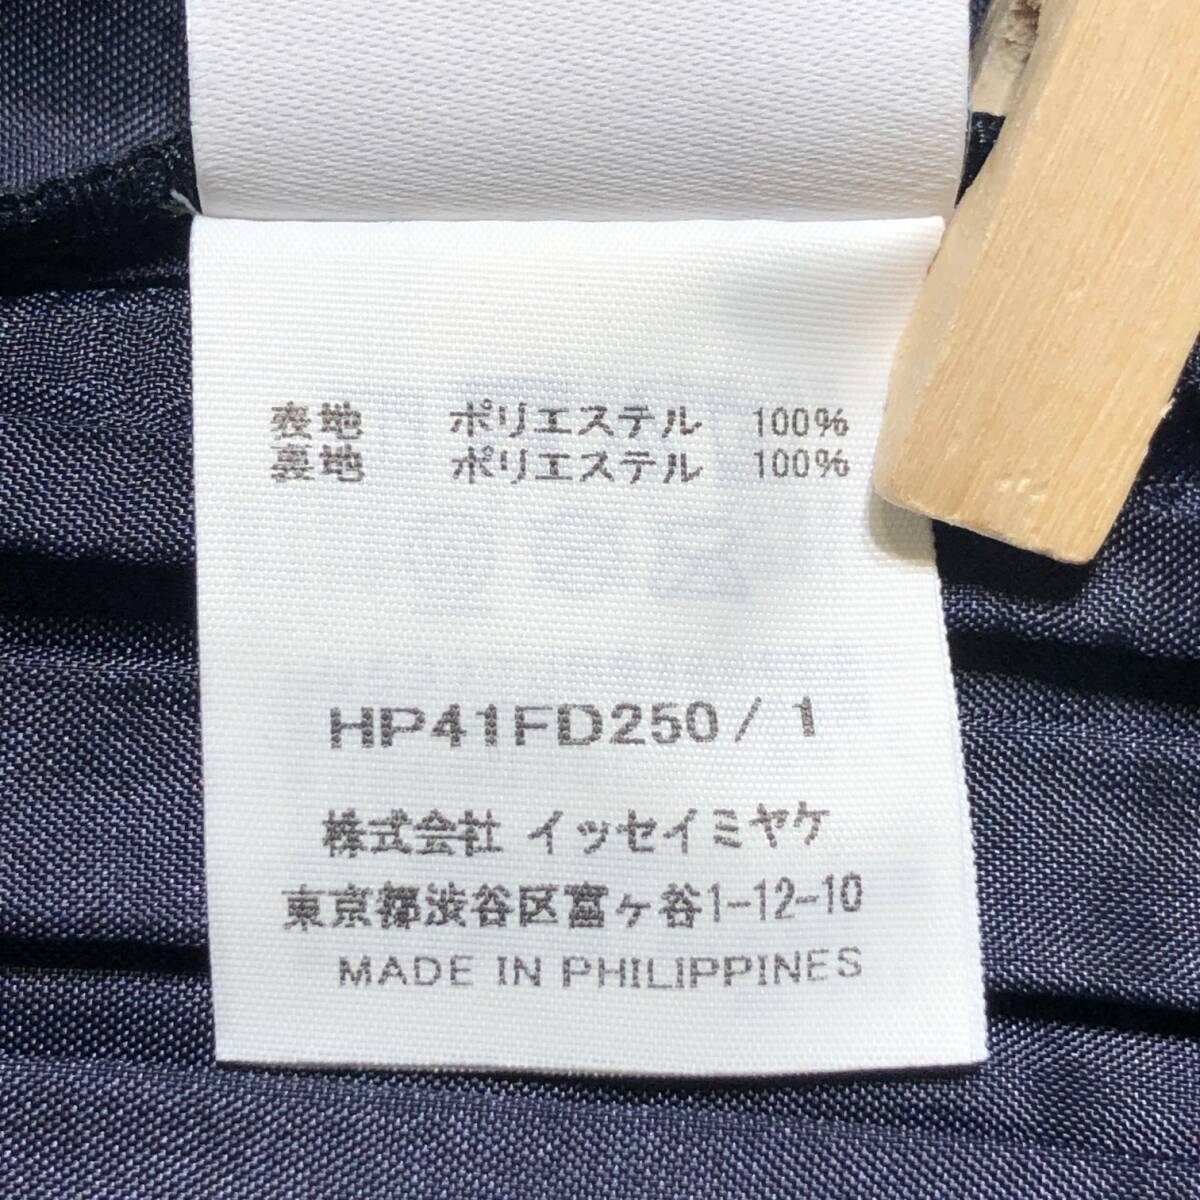 表地 ポリエステル 100%
裏地 ポリエステル 100%
HP41FD250 / 1
株式会社 イッセイミヤケ
東京都渋谷区富ヶ谷1-12-10
MADE IN PHILIPPINES